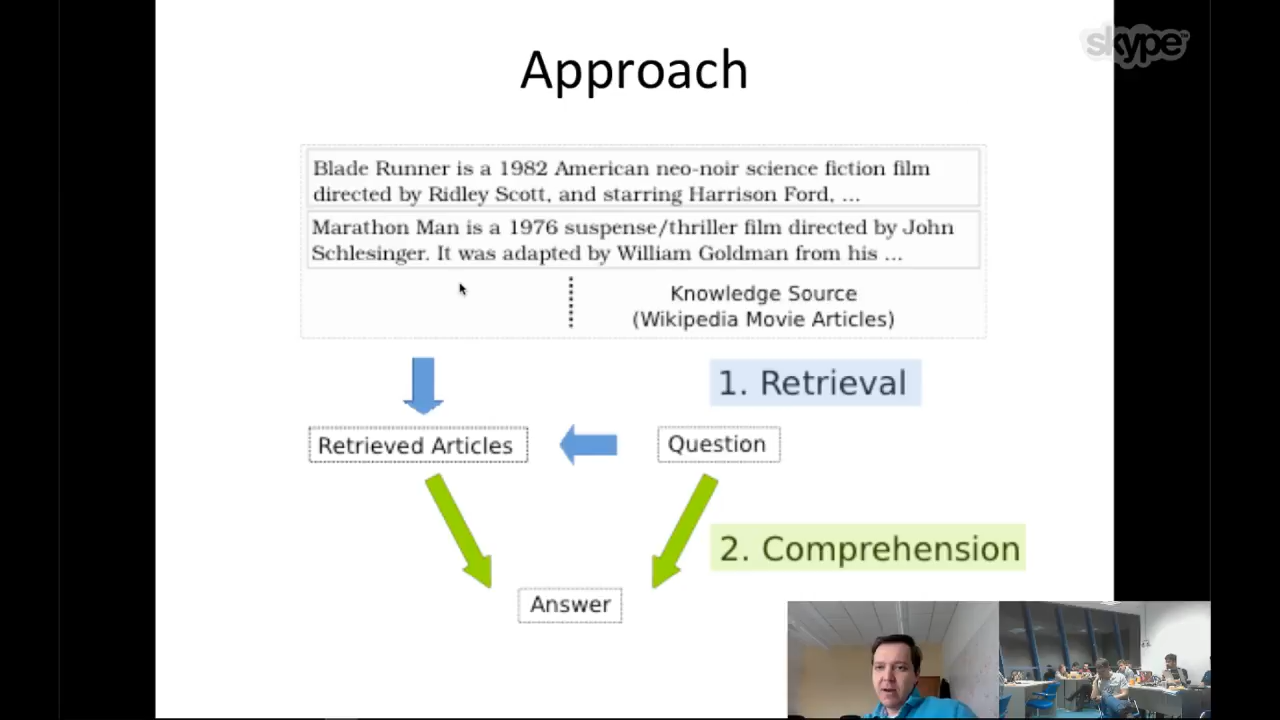 skype™
Approach
Blade Runner is a 1982 American neo-noir science fiction film
directed by Ridley Scott, and starring Harrison Ford, ...
Marathon Man is a 1976 suspense/thriller film directed by John
Schlesinger. It was adapted by William Goldman from his ...
Knowledge Source
(Wikipedia Movie Articles)
1. Retrieval
Retrieved Articles
Question
2. Comprehension
Answer